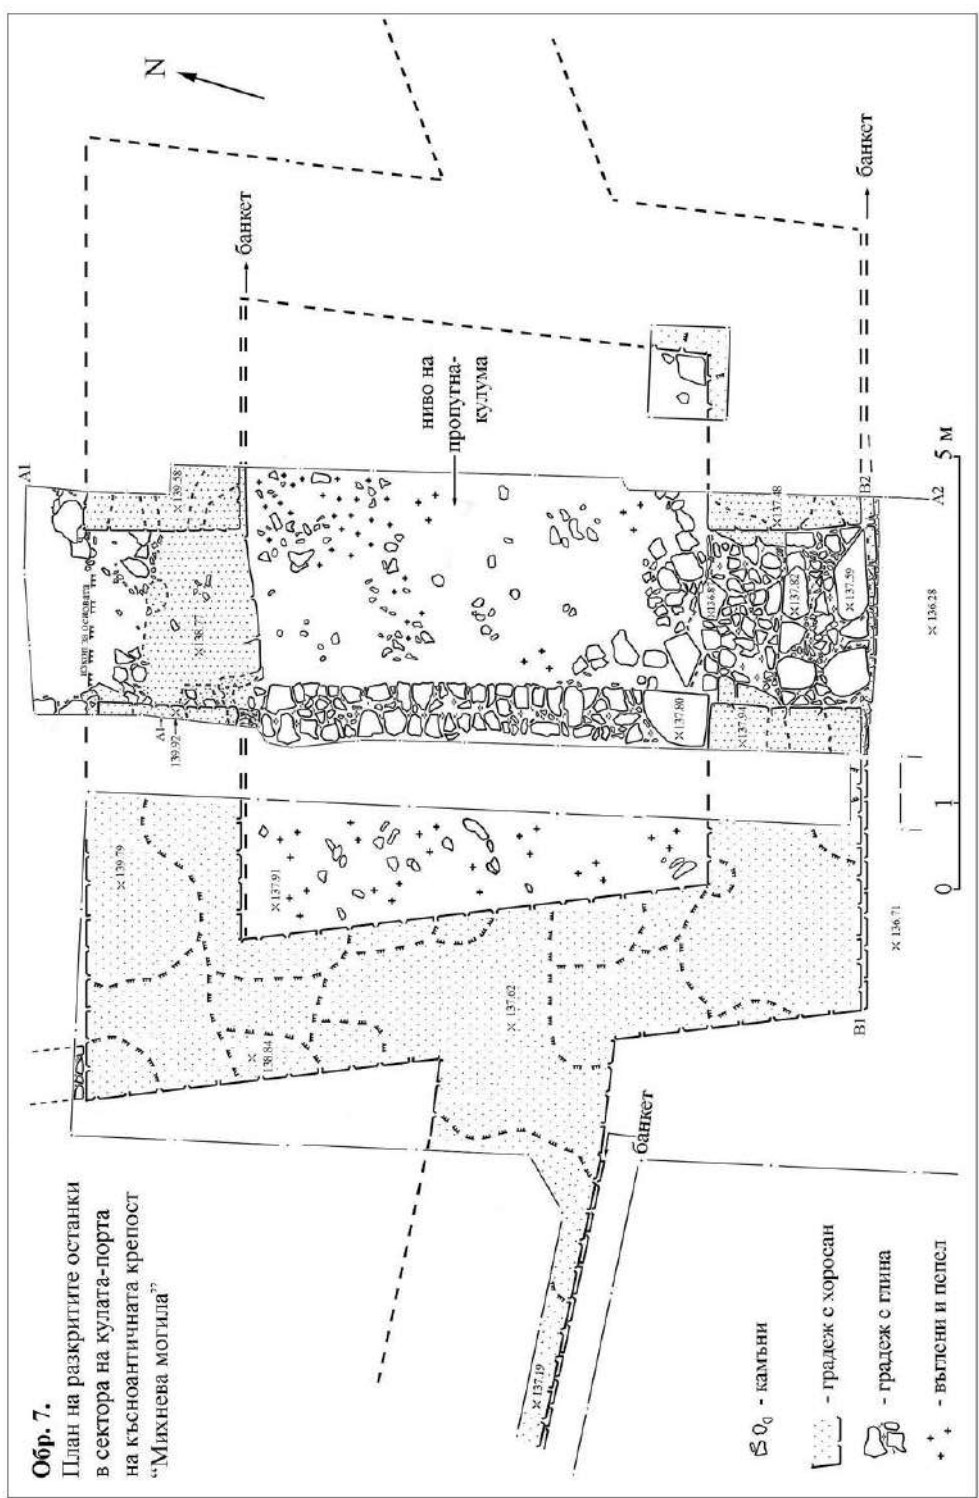 Обр. 7.
План на разкритите останки
в сектора на кулата-порта
на късноантичната крепост
“Михнева могила”
N
банкет
банкет
ниво на
пропугна-
кулума
A1
×139.58
×138.77
A1
139.92
×139.79
×137.91
×137.62
×
138.84
×137.80
×137.82
×137.59
×137.48
B2
A2
×136.28
×136.71
B1
банкет
×137.19
5 м
1
0
- камъни
- градеж с хоросан
- градеж с глина
- въглени и пепел